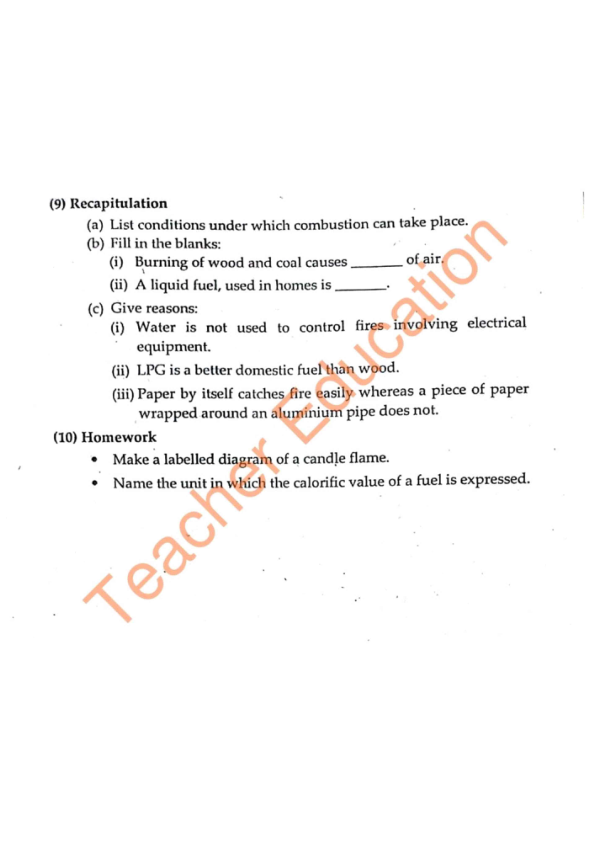 (9) Recapitulation
(a) List conditions under which combustion can take place.
(b) Fill in the blanks:
(i) Burning of wood and coal causes _______ of air.
(ii) A liquid fuel, used in homes is _______.
(c) Give reasons:
(i) Water is not used to control fires involving electrical
equipment.
(ii) LPG is a better domestic fuel than wood.
(iii) Paper by itself catches fire easily whereas a piece of paper
wrapped around an aluminium pipe does not.
(10) Homework
• Make a labelled diagram of a candle flame.
• Name the unit in which the calorific value of a fuel is expressed.
Teacher Education